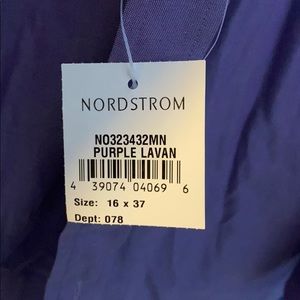 NORDSTROM
NO323432MN
PURPLE LAVAN
4 39074 04069 6
Size: 16 x 37
Dept: 078